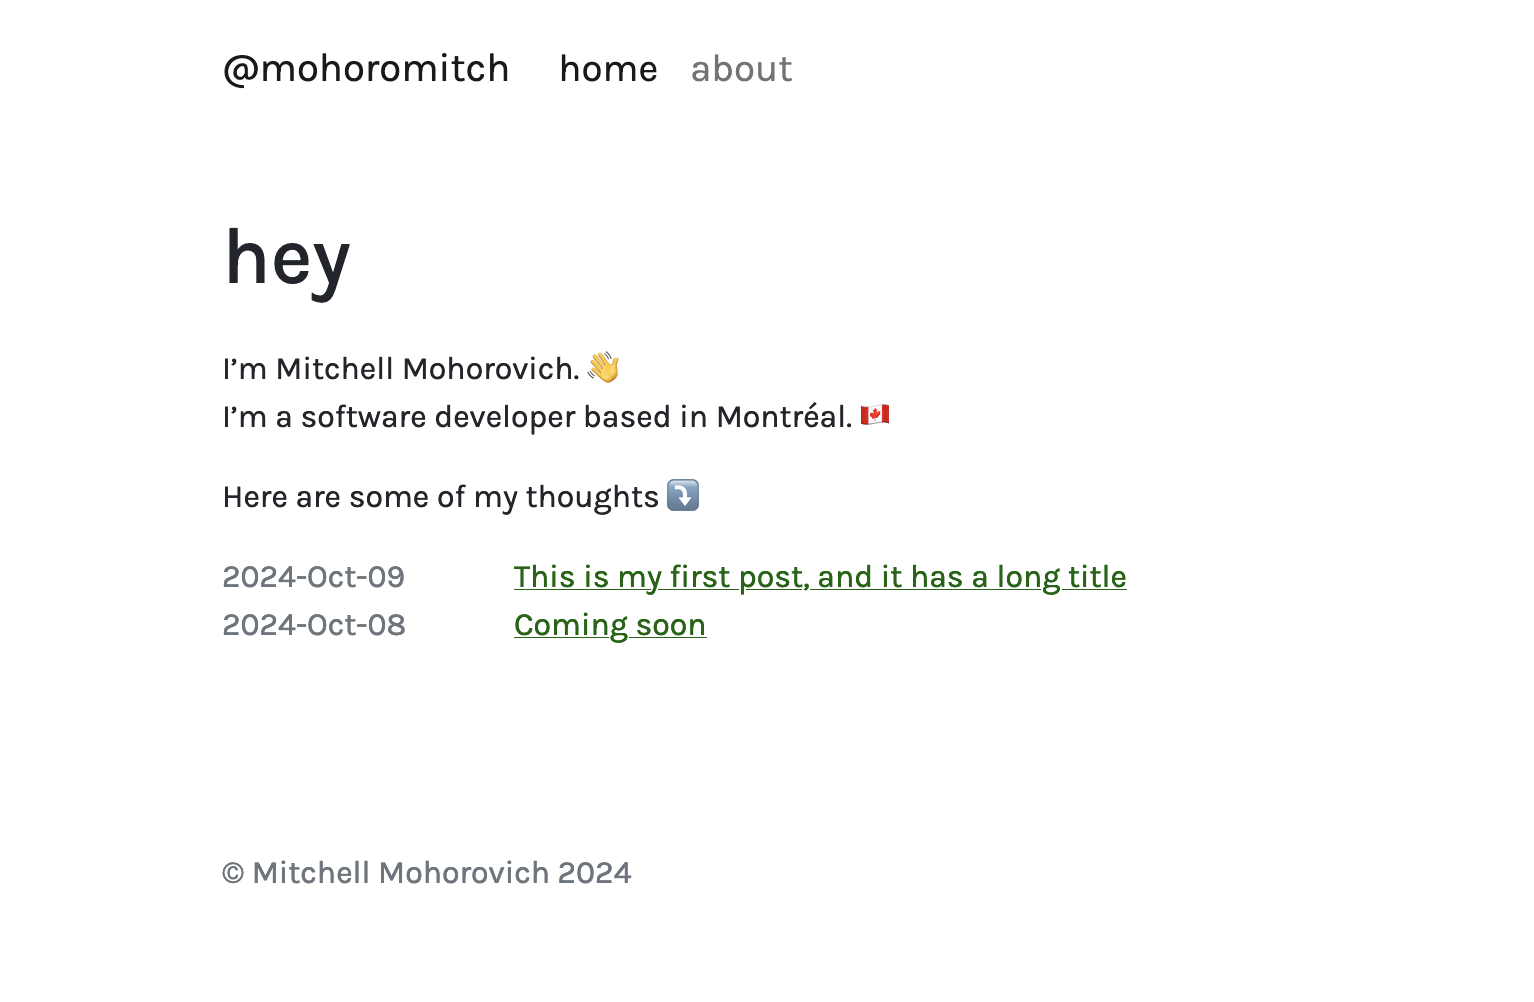 @mohoromitch home about
hey
I’m Mitchell Mohorovich. 👋
I’m a software developer based in Montréal. 🇨🇦
Here are some of my thoughts ⤵️
2024-Oct-09 This is my first post, and it has a long title
2024-Oct-08 Coming soon
© Mitchell Mohorovich 2024